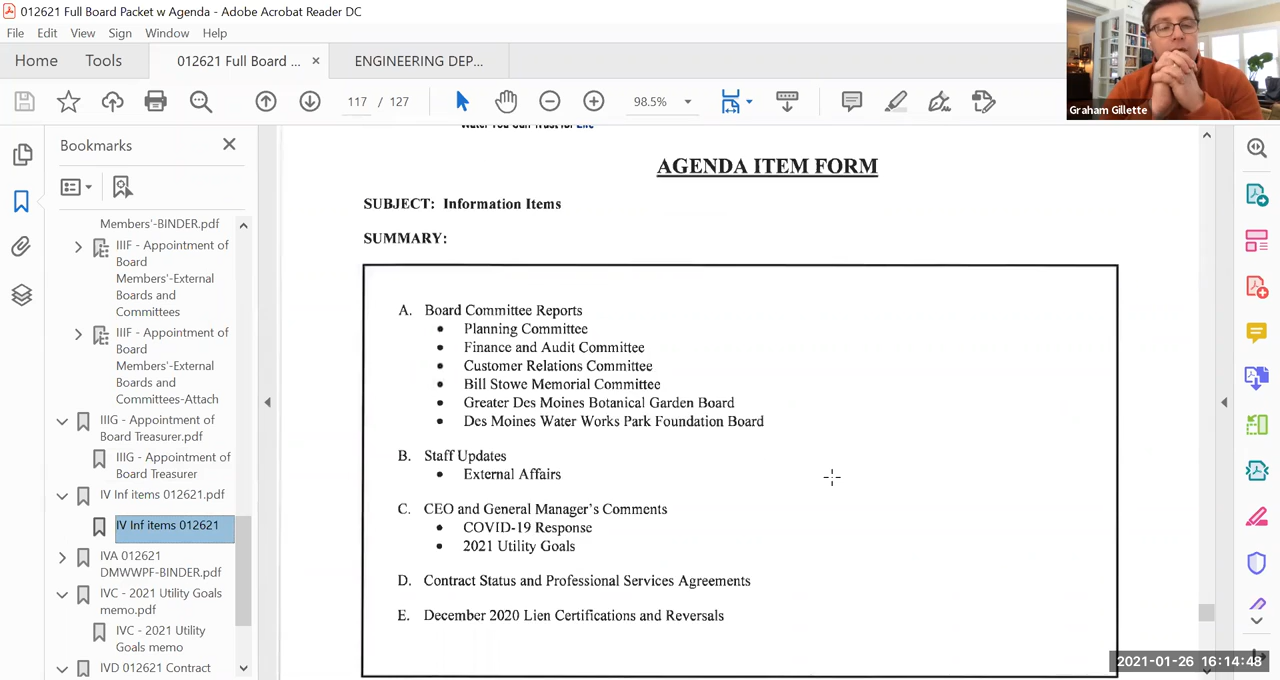 012621 Full Board Packet w Agenda - Adobe Acrobat Reader DC
File Edit View Sign Window Help
Home Tools 012621 Full Board ... × ENGINEERING DEP...
117 / 127 98.5%
Graham Gillette
Bookmarks
Members'-BINDER.pdf
IIIF - Appointment of
Board
Members'-External
Boards and
Committees
IIIF - Appointment of
Board
Members'-External
Boards and
Committees-Attach
IIIG - Appointment of
Board Treasurer.pdf
IIIG - Appointment of
Board Treasurer
IV Inf items 012621.pdf
IV Inf items 012621
IVA 012621
DMWWPF-BINDER.pdf
IVC - 2021 Utility Goals
memo.pdf
IVC - 2021 Utility
Goals memo
IVD 012621 Contract
Water You Can Trust for Life
AGENDA ITEM FORM
SUBJECT: Information Items
SUMMARY:
A. Board Committee Reports
• Planning Committee
• Finance and Audit Committee
• Customer Relations Committee
• Bill Stowe Memorial Committee
• Greater Des Moines Botanical Garden Board
• Des Moines Water Works Park Foundation Board
B. Staff Updates
• External Affairs
C. CEO and General Manager's Comments
• COVID-19 Response
• 2021 Utility Goals
D. Contract Status and Professional Services Agreements
E. December 2020 Lien Certifications and Reversals
2021-01-26 16:14:48